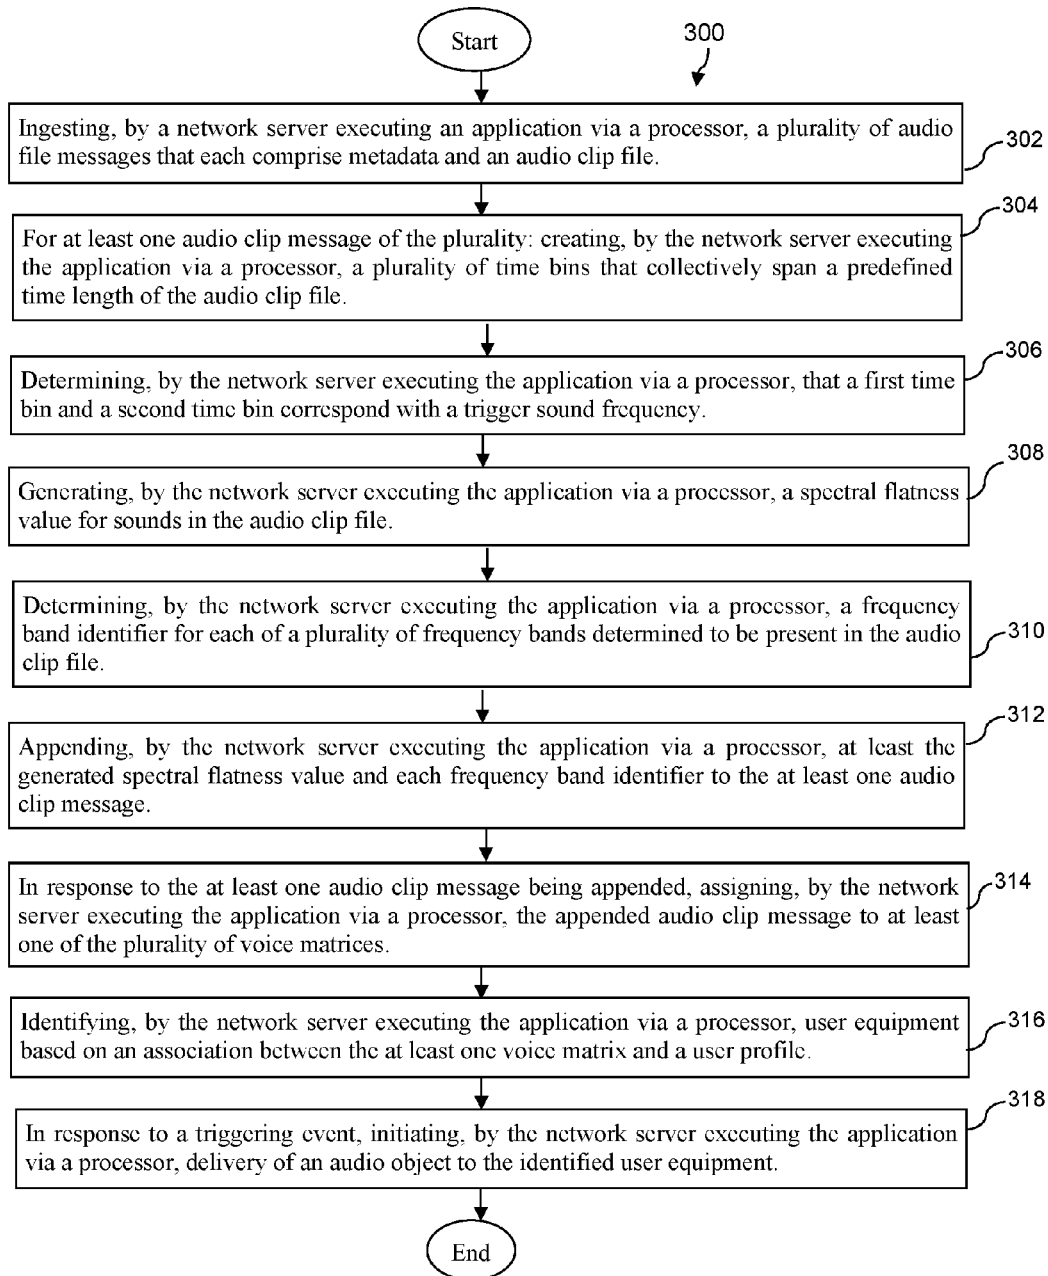 Start
300
Ingesting, by a network server executing an application via a processor, a plurality of audio
file messages that each comprise metadata and an audio clip file.
302
304
For at least one audio clip message of the plurality: creating, by the network server executing
the application via a processor, a plurality of time bins that collectively span a predefined
time length of the audio clip file.
306
Determining, by the network server executing the application via a processor, that a first time
bin and a second time bin correspond with a trigger sound frequency.
308
Generating, by the network server executing the application via a processor, a spectral flatness
value for sounds in the audio clip file.
Determining, by the network server executing the application via a processor, a frequency
band identifier for each of a plurality of frequency bands determined to be present in the audio
clip file.
310
312
Appending, by the network server executing the application via a processor, at least the
generated spectral flatness value and each frequency band identifier to the at least one audio
clip message.
In response to the at least one audio clip message being appended, assigning, by the network
server executing the application via a processor, the appended audio clip message to at least
one of the plurality of voice matrices.
314
Identifying, by the network server executing the application via a processor, user equipment
based on an association between the at least one voice matrix and a user profile.
316
318
In response to a triggering event, initiating, by the network server executing the application
via a processor, delivery of an audio object to the identified user equipment.
End